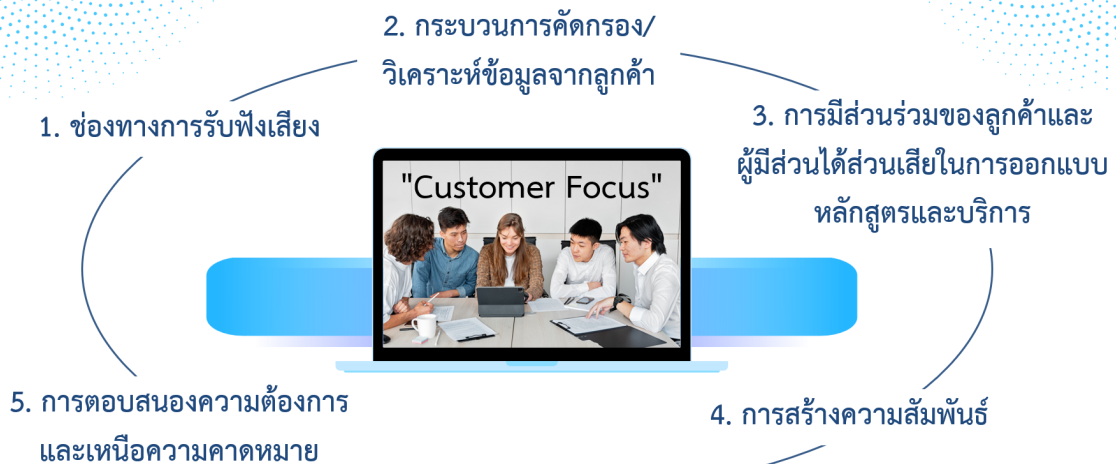 2. กระบวนการคัดกรอง/
วิเคราะห์ข้อมูลจากลูกค้า
1. ช่องทางการรับฟังเสียง
3. การมีส่วนร่วมของลูกค้าและ
ผู้มีส่วนได้ส่วนเสียในการออกแบบ
หลักสูตรและบริการ
"Customer Focus"
5. การตอบสนองความต้องการ
และเหนือความคาดหมาย
4. การสร้างความสัมพันธ์